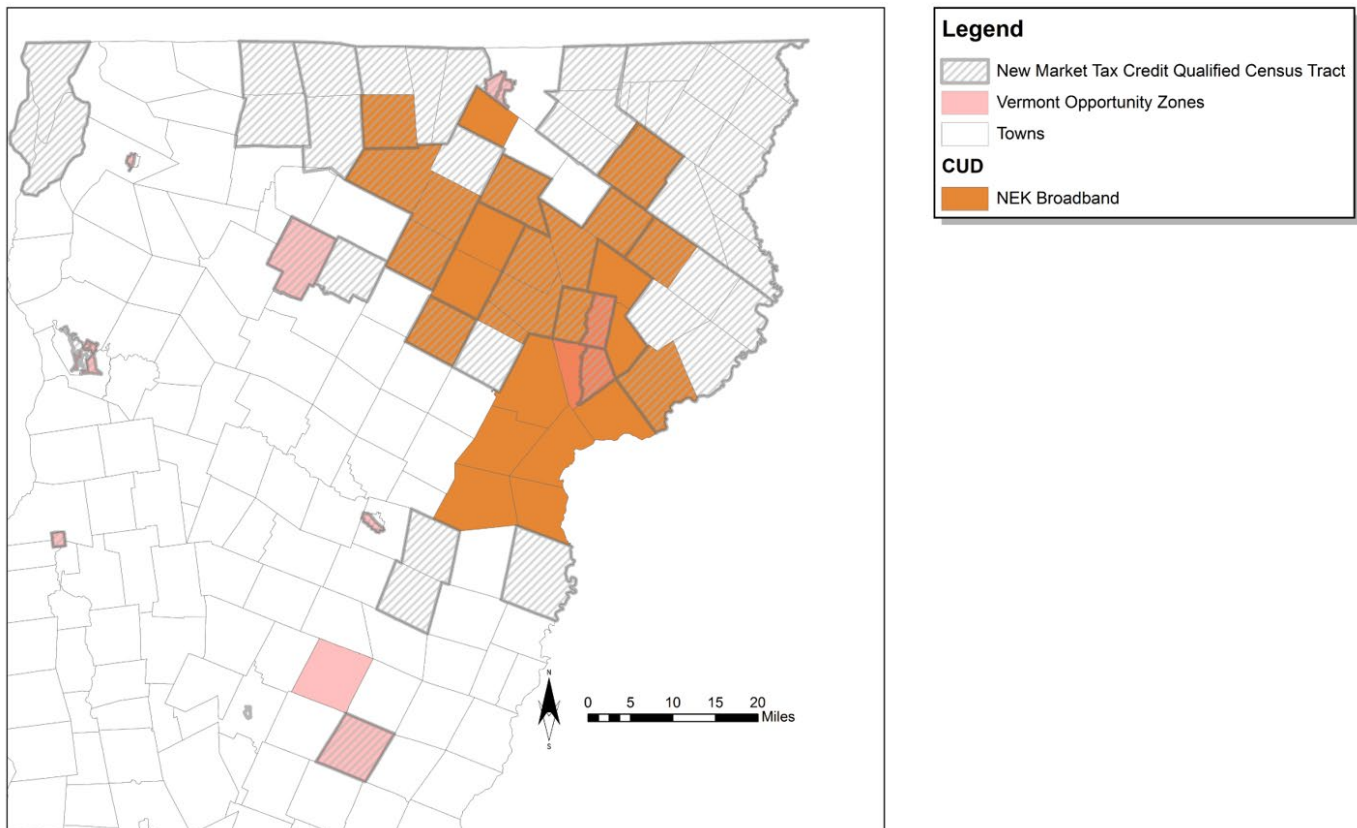 Legend
New Market Tax Credit Qualified Census Tract
Vermont Opportunity Zones
Towns
CUD
NEK Broadband
N
S
0 5 10 15 20
Miles